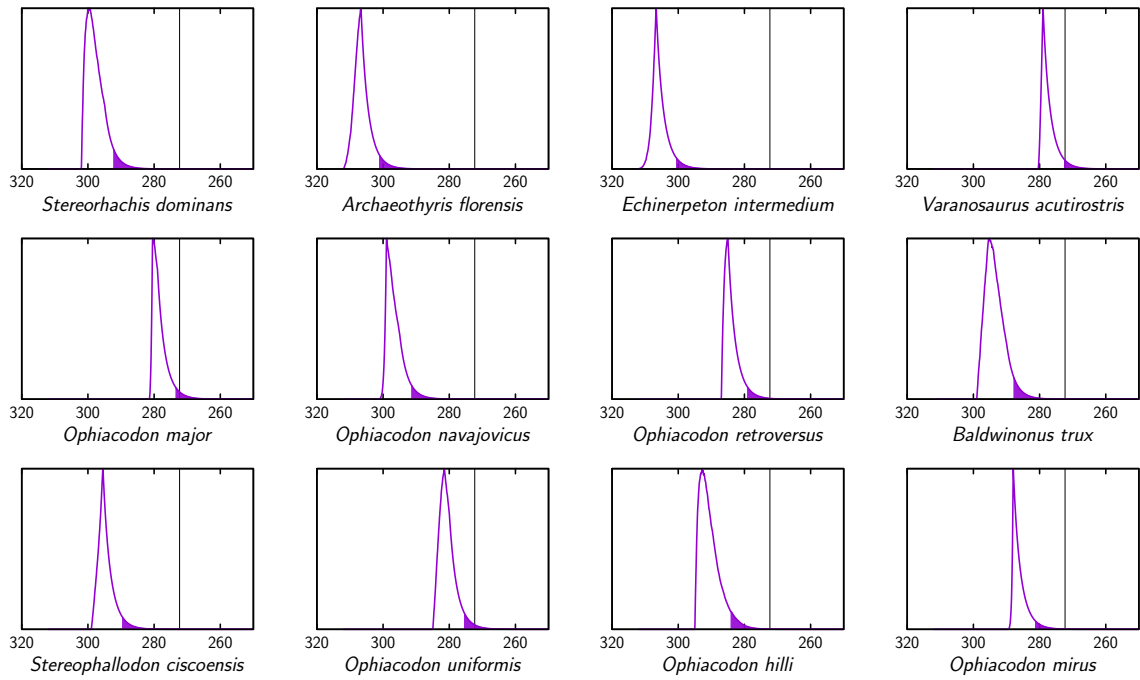 320 300 280 260 320 300 280 260 320 300 280 260 320 300 280 260
Stereorhachis dominans Archaeothyris florensis Echinerpeton intermedium Varanosaurus acutirostris
320 300 280 260 320 300 280 260 320 300 280 260 320 300 280 260
Ophiacodon major Ophiacodon navajovicus Ophiacodon retroversus Baldwinonus trux
320 300 280 260 320 300 280 260 320 300 280 260 320 300 280 260
Stereophallodon ciscoensis Ophiacodon uniformis Ophiacodon hilli Ophiacodon mirus